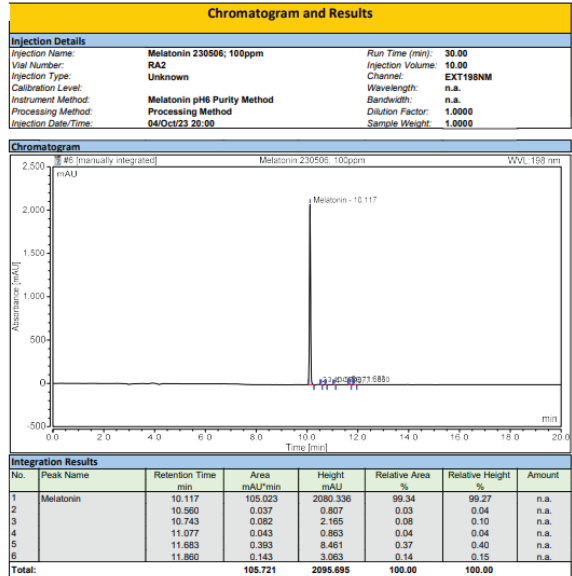 Chromatogram and Results
Injection Details
Injection Name: Melatonin 230506; 100ppm Run Time (min): 30.00
Vial Number: RA2 Injection Volume: 10.00
Injection Type: Unknown Channel: EXT198NM
Calibration Level: Wavelength: n.a.
Instrument Method: Melatonin pH6 Purity Method Bandwidth: n.a.
Processing Method: Processing Method Dilution Factor: 1.0000
Injection Date/Time: 04/Oct/23 20:00 Sample Weight: 1.0000
Chromatogram
#6 [manually integrated] Melatonin 230506; 100ppm WVL:198 nm
2,500
mAU
Melatonin - 10.117
2,000
1,500
1,000
500
0
-500
Absorbance [mAU]
min
0.0 2.0 4.0 6.0 8.0 10.0 12.0 14.0 16.0 18.0 20.0
Time [min]
Integration Results
No. Peak Name Retention Time Area Height Relative Area Relative Height Amount
min mAU*min mAU % %
1 Melatonin 10.117 105.023 2080.336 99.34 99.27 n.a.
2 10.560 0.037 0.807 0.03 0.04 n.a.
3 10.743 0.082 2.165 0.08 0.10 n.a.
4 11.077 0.043 0.863 0.04 0.04 n.a.
5 11.683 0.393 8.461 0.37 0.40 n.a.
6 11.860 0.143 3.063 0.14 0.15 n.a.
Total: 105.721 2095.695 100.00 100.00